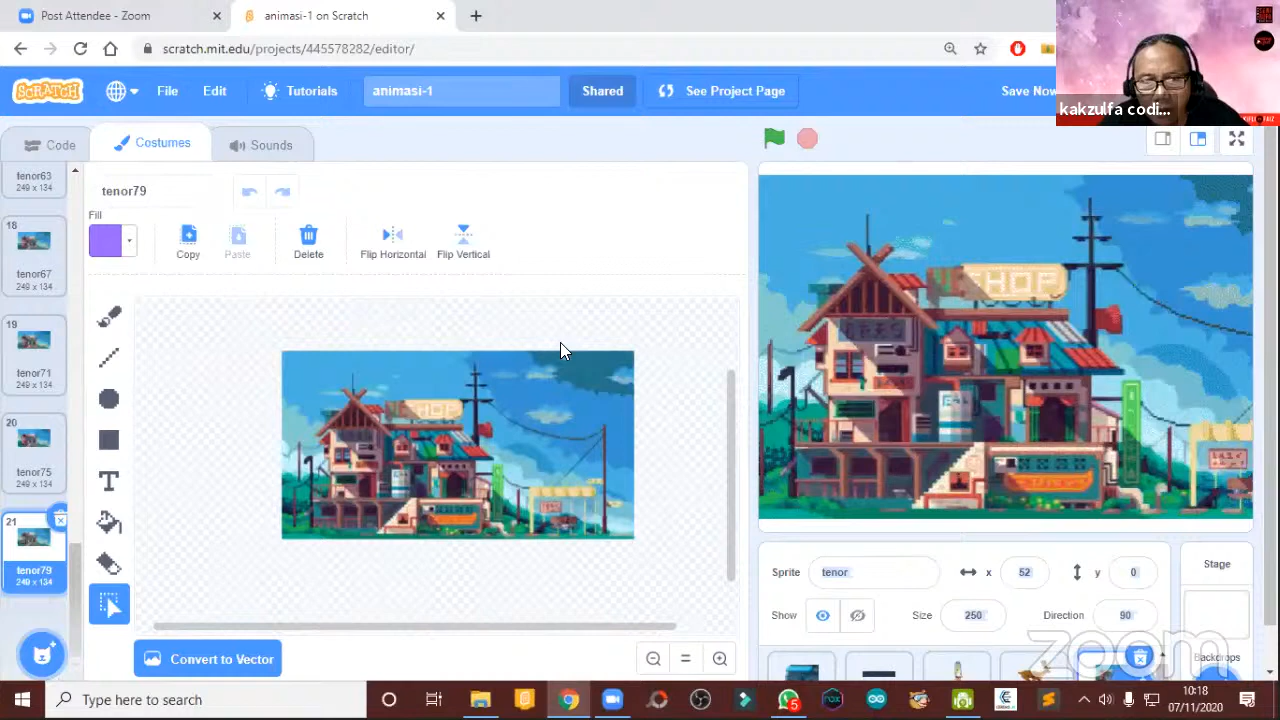 Post Attendee - Zoom
animasi-1 on Scratch
scratch.mit.edu/projects/445578282/editor/
kakzulfa codi...
SCRATCH
File
Edit
Tutorials
animasi-1
Shared
See Project Page
Save Now
Code
Costumes
Sounds
tenor63
249 x 134
18
tenor67
249 x 134
19
tenor71
249 x 134
20
tenor75
249 x 134
21
tenor79
249 x 134
tenor79
Fill
Copy
Paste
Delete
Flip Horizontal
Flip Vertical
T
SHOP
SHOP
Convert to Vector
Sprite
tenor
x
52
y
0
Show
Size
250
Direction
90
Stage
Backdrops
zoom
Type here to search
5
10:18
07/11/2020